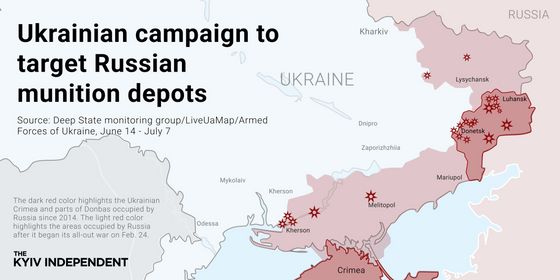 Ukrainian campaign to
target Russian
munition depots
Source: Deep State monitoring group/LiveUaMap/Armed
Forces of Ukraine, June 14 - July 7
RUSSIA
Kharkiv
UKRAINE
Lysychansk
Luhansk
Dnipro
Donetsk
Zaporizhzhia
Mariupol
Mykolaiv
Kherson
Melitopol
Odessa
Kherson
Crimea
The dark red color highlights the Ukrainian
Crimea and parts of Donbas occupied by
Russia since 2014. The light red color
highlights the areas occupied by Russia
after it began its all-out war on Feb. 24.
THE
KYIV INDEPENDENT